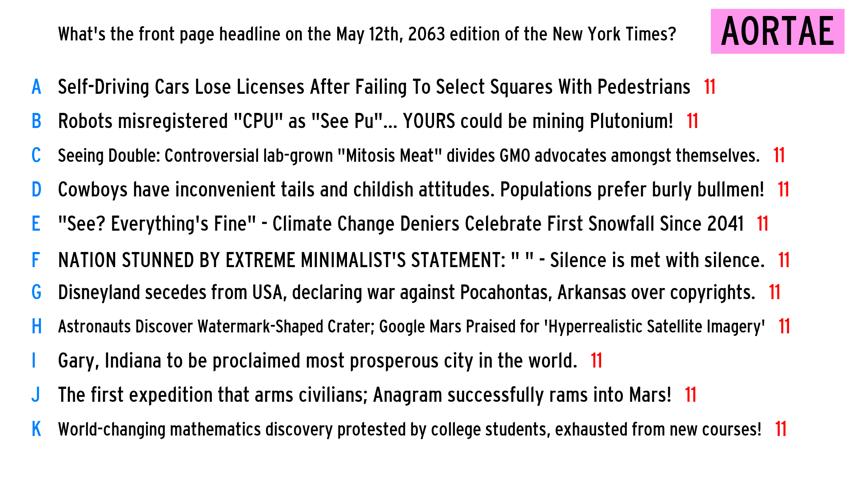 What's the front page headline on the May 12th, 2063 edition of the New York Times?
AORTAE
A Self-Driving Cars Lose Licenses After Failing To Select Squares With Pedestrians 11
B Robots misregistered "CPU" as "See Pu"... YOURS could be mining Plutonium! 11
C Seeing Double: Controversial lab-grown "Mitosis Meat" divides GMO advocates amongst themselves. 11
D Cowboys have inconvenient tails and childish attitudes. Populations prefer burly bullmen! 11
E "See? Everything's Fine" - Climate Change Deniers Celebrate First Snowfall Since 2041 11
F NATION STUNNED BY EXTREME MINIMALIST'S STATEMENT: " " - Silence is met with silence. 11
G Disneyland secedes from USA, declaring war against Pocahontas, Arkansas over copyrights. 11
H Astronauts Discover Watermark-Shaped Crater; Google Mars Praised for 'Hyperrealistic Satellite Imagery' 11
I Gary, Indiana to be proclaimed most prosperous city in the world. 11
J The first expedition that arms civilians; Anagram successfully rams into Mars! 11
K World-changing mathematics discovery protested by college students, exhausted from new courses! 11